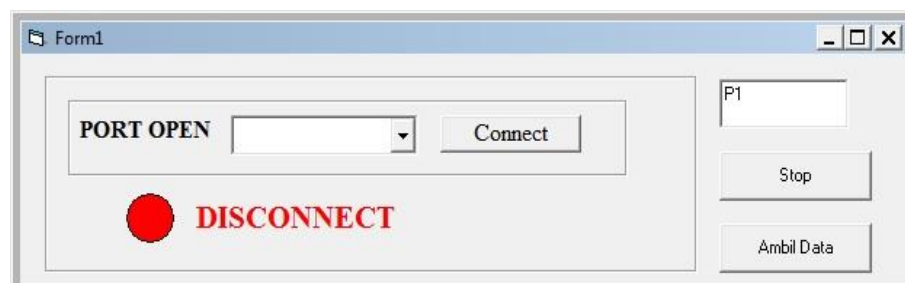 Form1
PORT OPEN
Connect
DISCONNECT
P1
Stop
Ambil Data